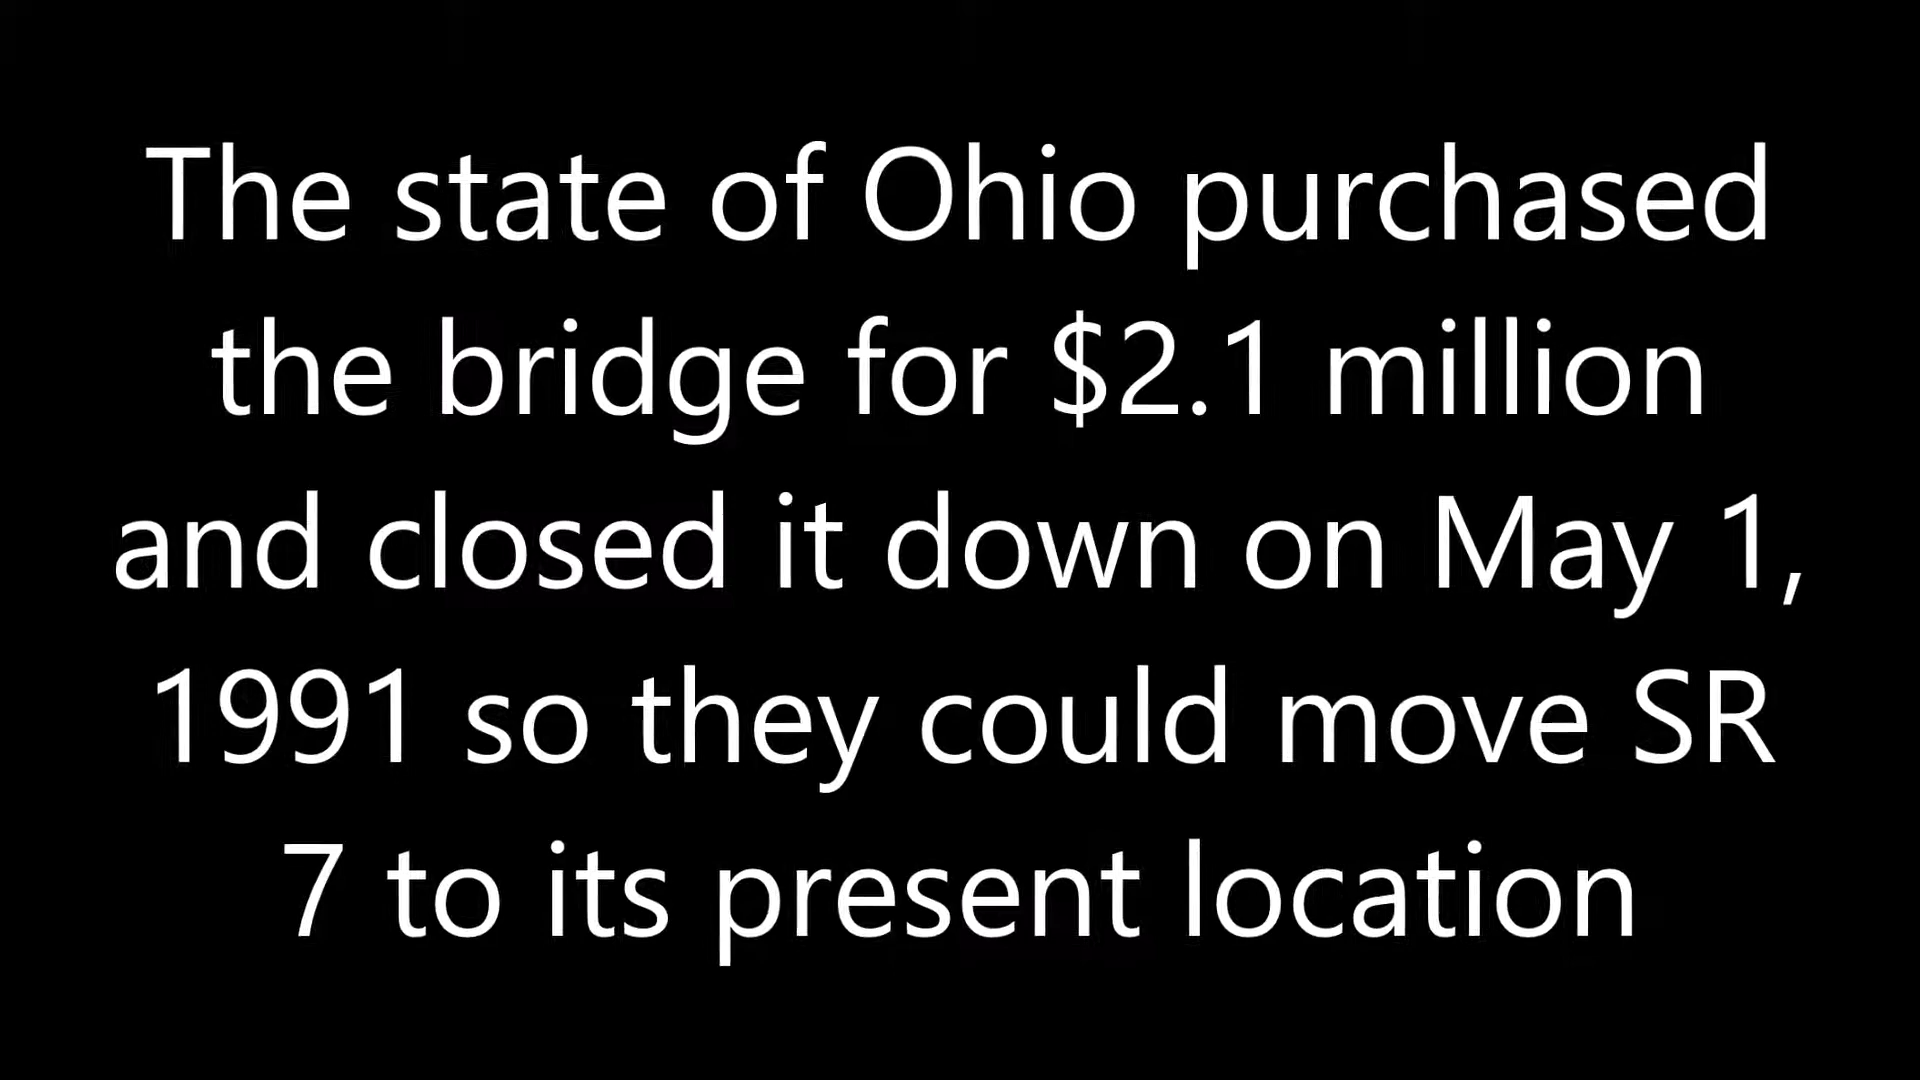 The state of Ohio purchased
the bridge for $2.1 million
and closed it down on May 1,
1991 so they could move SR
7 to its present location